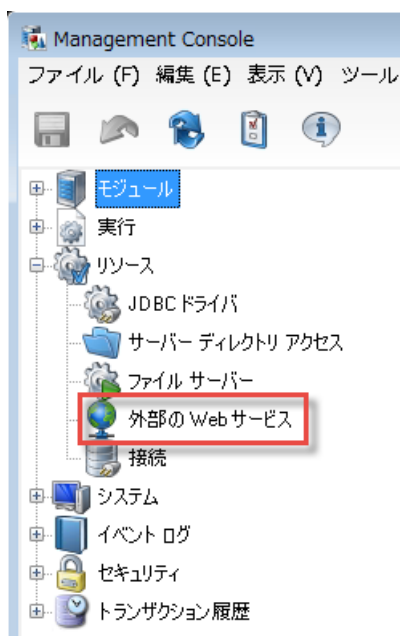 Management Console
ファイル (F) 編集 (E) 表示 (V) ツール
モジュール
実行
リソース
JDBC ドライバ
サーバー ディレクトリ アクセス
ファイル サーバー
外部の Web サービス
接続
システム
イベント ログ
セキュリティ
トランザクション履歴